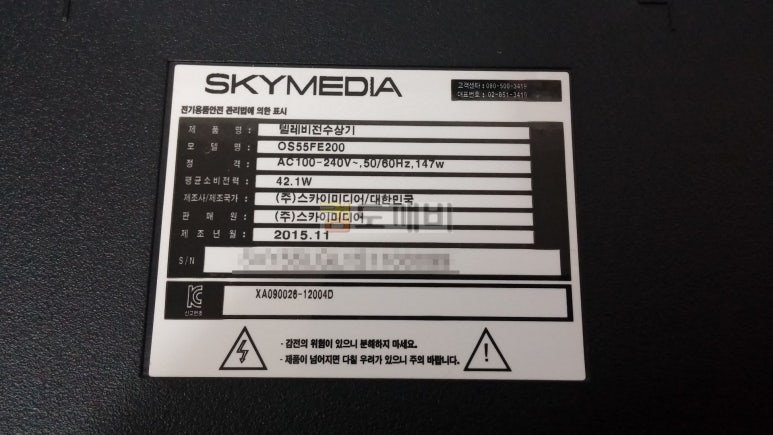 SKYMEDIA
고객센터 : 080-500-3419
대표번호 : 02-851-3419
전기용품안전 관리법에 의한 표시
제 품 명 : 텔레비전수상기
모 델 명 : OS55FE200
정 격 : AC100-240V~,50/60Hz,147w
평균소비전력 : 42.1W
제조사/제조국가 : (주)스카이미디어/대한민국
판 매 원 : (주)스카이미디어
제 조 년 월 : 2015.11
S/N
XA090026-12004D
신고번호
· 감전의 위험이 있으니 분해하지 마세요.
· 제품이 넘어지면 다칠 우려가 있으니 주의 바랍니다.